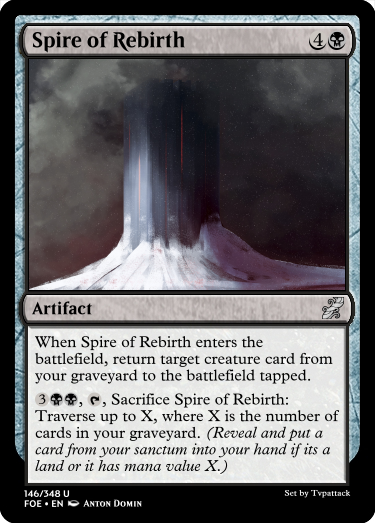 Spire of Rebirth 4
Artifact
When Spire of Rebirth enters the
battlefield, return target creature card from
your graveyard to the battlefield tapped.
3, , Sacrifice Spire of Rebirth:
Traverse up to X, where X is the number of
cards in your graveyard. (Reveal and put a
card from your sanctum into your hand if its a
land or it has mana value X.)
146/348 U Set by Tvpattack
FOE • EN Anton Domin